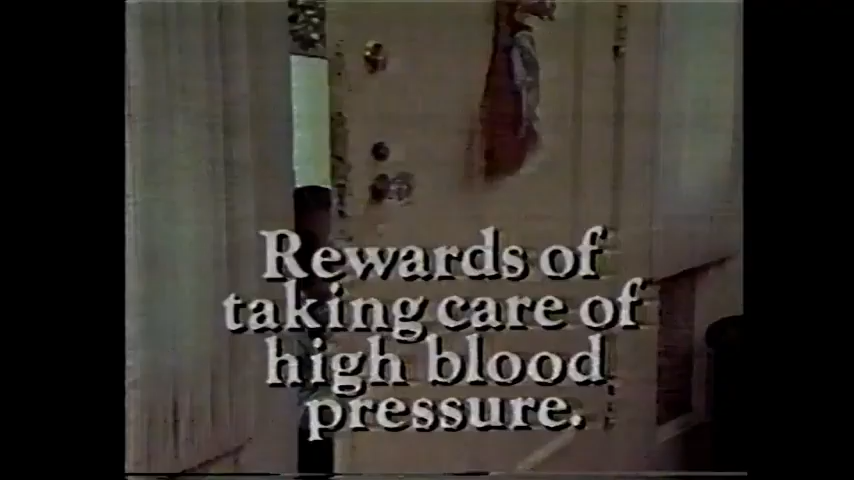 Rewards of
taking care of
high blood
pressure.